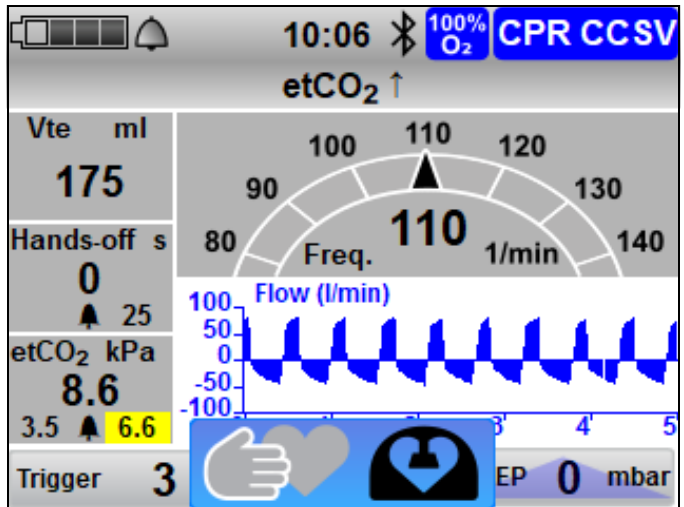 10:06 100% O₂ CPR CCSV
etCO₂ ↑
Vte ml
175
Hands-off s
0
25
etCO₂ kPa
8.6
3.5 6.6
80 90 100 110 120 130 140
Freq. 110 1/min
Flow (l/min)
100
50
0
-50
-100
3 4 5
Trigger 3
EP 0 mbar